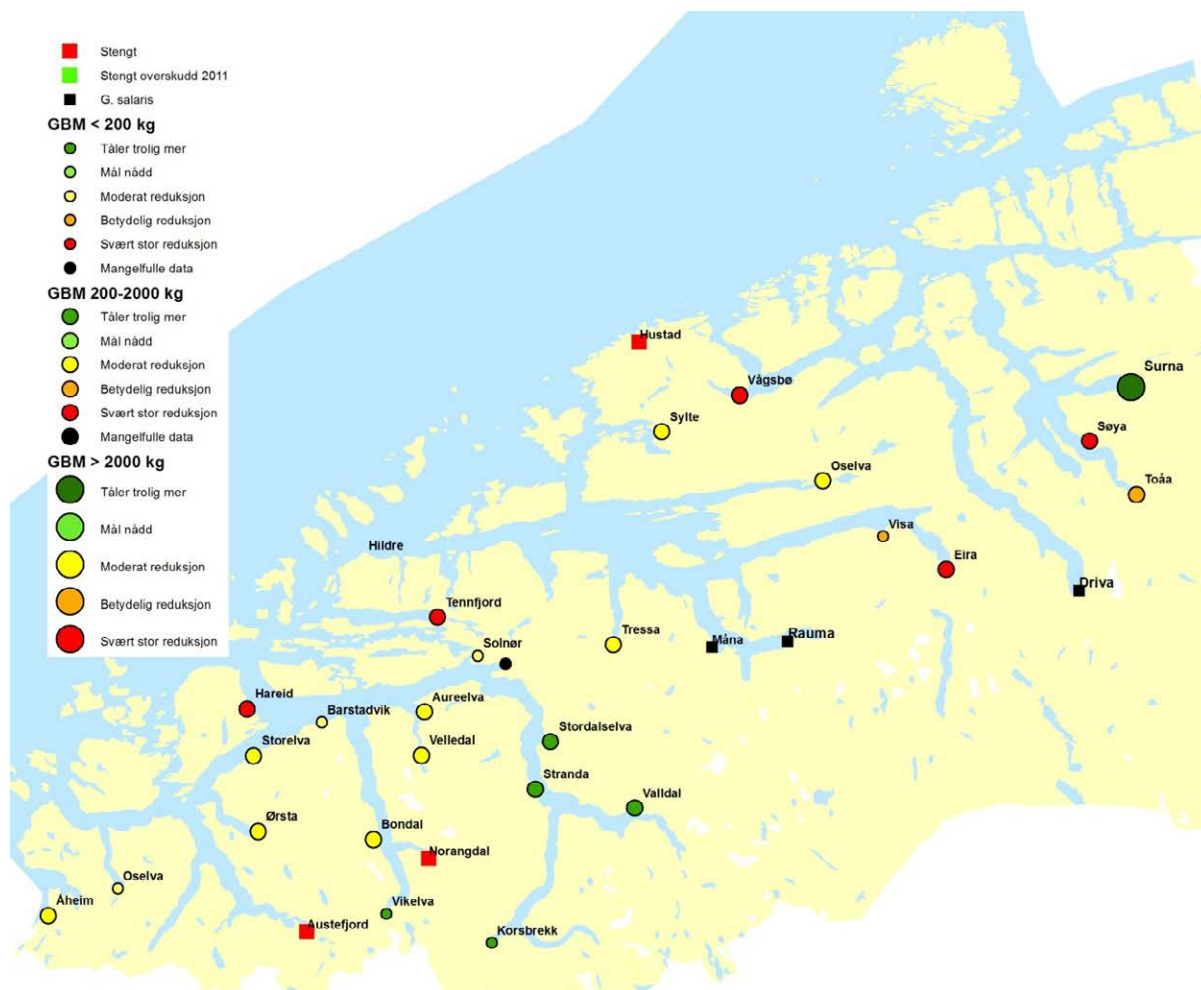 Stengt
Stengt overskudd 2011
G. salaris
GBM < 200 kg
Tåler trolig mer
Mål nådd
Moderat reduksjon
Betydelig reduksjon
Svært stor reduksjon
Mangelfulle data
GBM 200-2000 kg
Tåler trolig mer
Mål nådd
Moderat reduksjon
Betydelig reduksjon
Svært stor reduksjon
Mangelfulle data
GBM > 2000 kg
Tåler trolig mer
Mål nådd
Moderat reduksjon
Betydelig reduksjon
Svært stor reduksjon
Hustad
Surna
Vågsbø
Sylte
Søya
Oselva
Toåa
Visa
Hildre
Eira
Driva
Tennfjord
Tressa
Rauma
Solnør
Måna
Hareid
Aureelva
Barstadvik
Stordalselva
Storelva
Velledal
Stranda
Valldal
Ørsta
Bondal
Norangdal
Oselva
Åheim
Vikelva
Austefjord
Korsbrekk